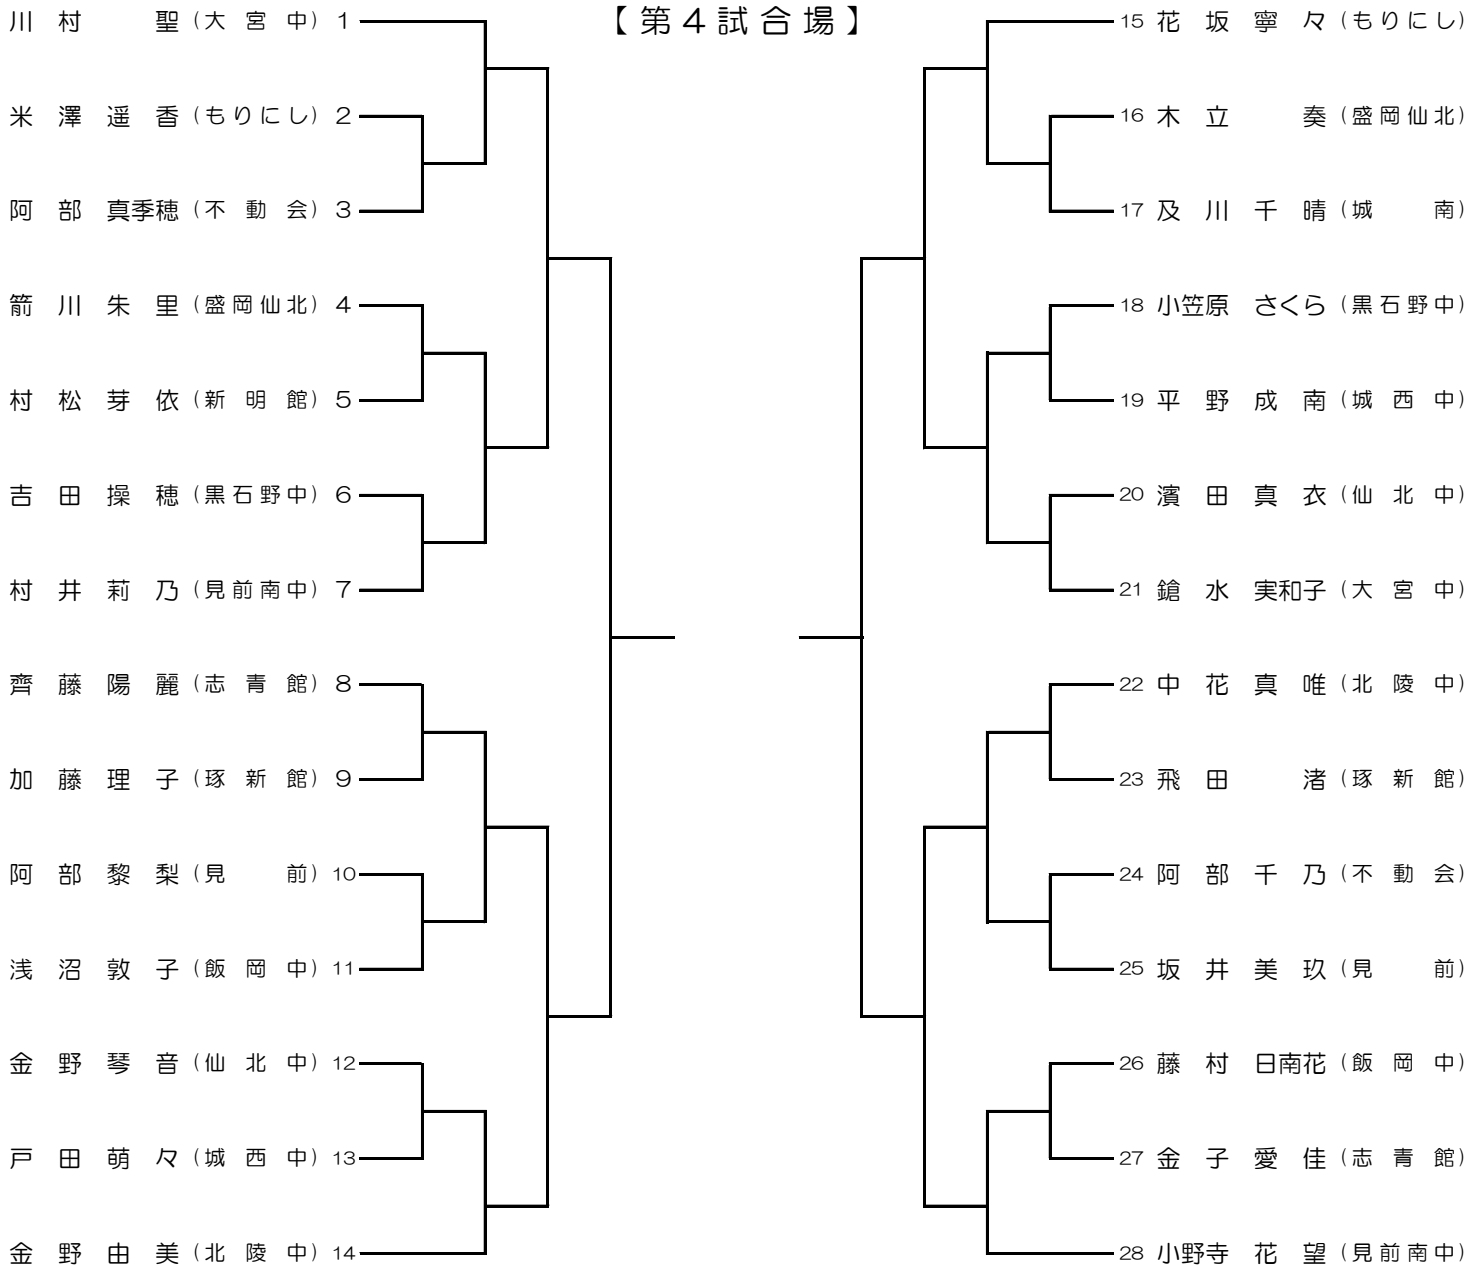 【第４試合場】
川村 聖（大宮中）1
米澤遥香（もりにし）2
阿部真季穂（不動会）3
箭川朱里（盛岡仙北）4
村松芽依（新明館）5
吉田操穂（黒石野中）6
村井莉乃（見前南中）7
齊藤陽麗（志青館）8
加藤理子（琢新館）9
阿部黎梨（見前）10
浅沼敦子（飯岡中）11
金野琴音（仙北中）12
戸田萌々（城西中）13
金野由美（北陵中）14
15 花坂寧々（もりにし）
16 木立 奏（盛岡仙北）
17 及川千晴（城南）
18 小笠原 さくら（黒石野中）
19 平野成南（城西中）
20 濱田真衣（仙北中）
21 鎗水 実和子（大宮中）
22 中花真唯（北陵中）
23 飛田 渚（琢新館）
24 阿部千乃（不動会）
25 坂井美玖（見前）
26 藤村 日南花（飯岡中）
27 金子愛佳（志青館）
28 小野寺 花望（見前南中）